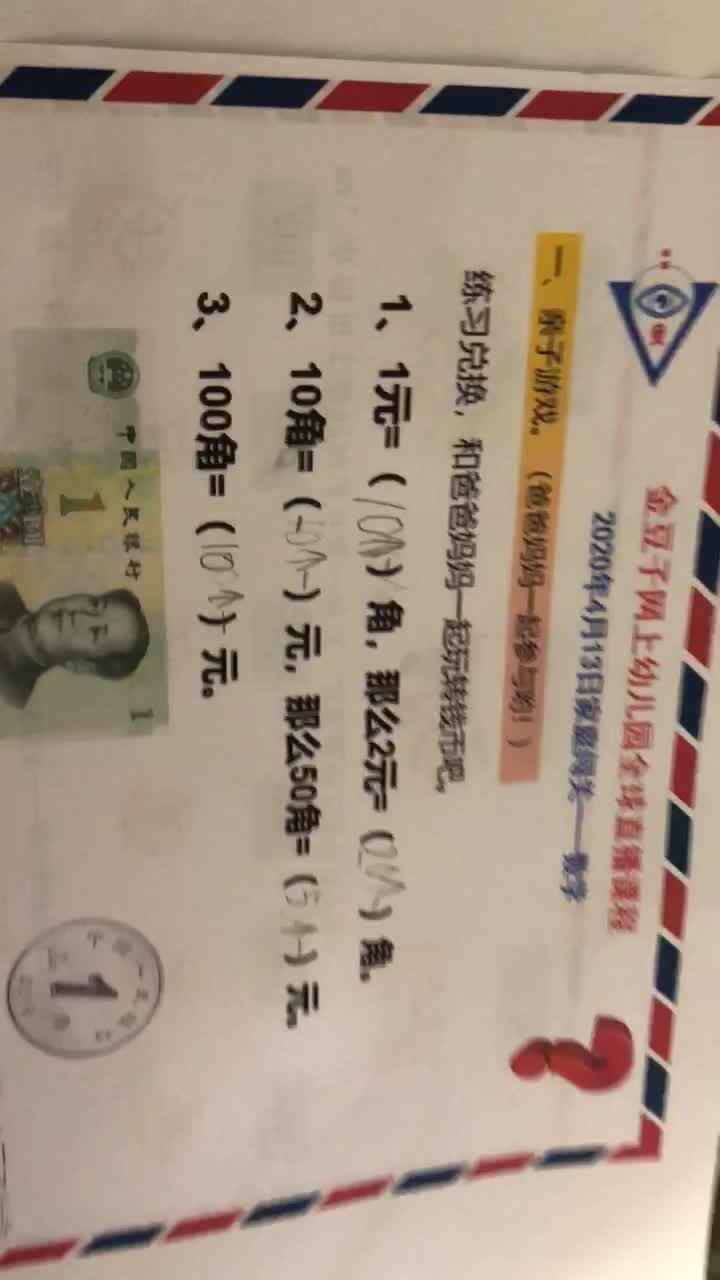 金豆子网上幼儿园全场直播课程
2020年4月13日家庭闯关——数学
一、亲子游戏。（爸爸妈妈一起参与哟！）
练习兑换，和爸爸妈妈一起玩转钱币吧。
1、1元=（10个）角，那么2元=（20个）角。
2、10角=（ 个）元，那么50角=（5个）元。
3、100角=（10个）元。
中国人民银行
1
1
1